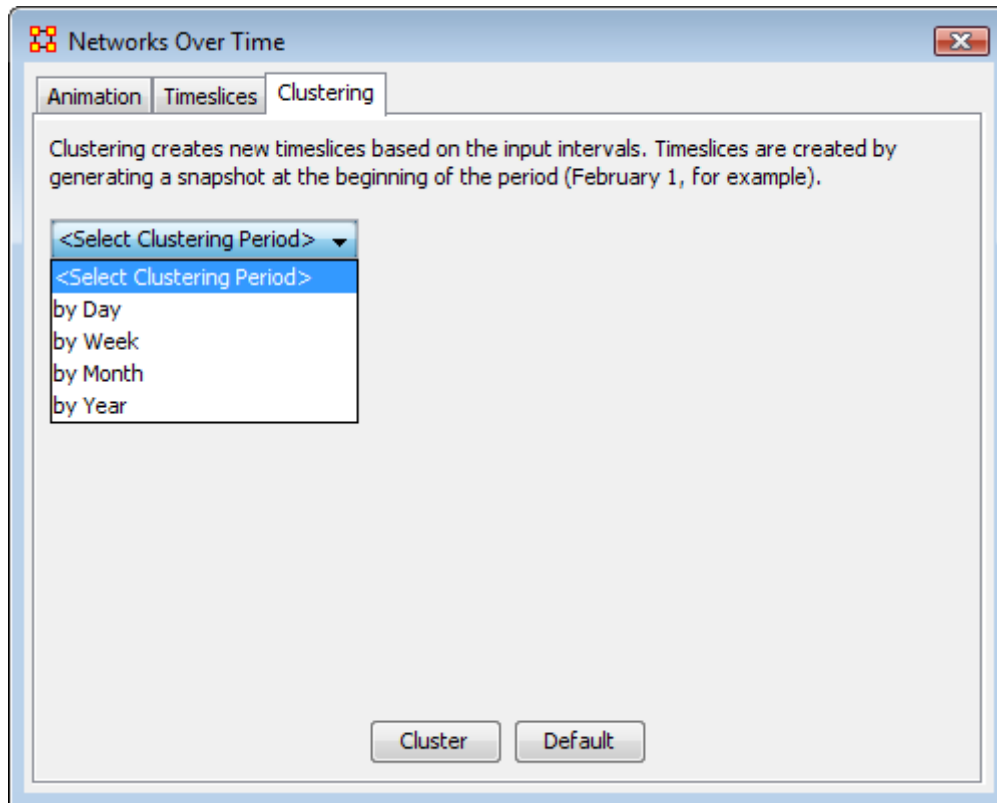 Networks Over Time
Animation Timeslices Clustering
Clustering creates new timeslices based on the input intervals. Timeslices are created by
generating a snapshot at the beginning of the period (February 1, for example).
<Select Clustering Period>
<Select Clustering Period>
by Day
by Week
by Month
by Year
Cluster Default